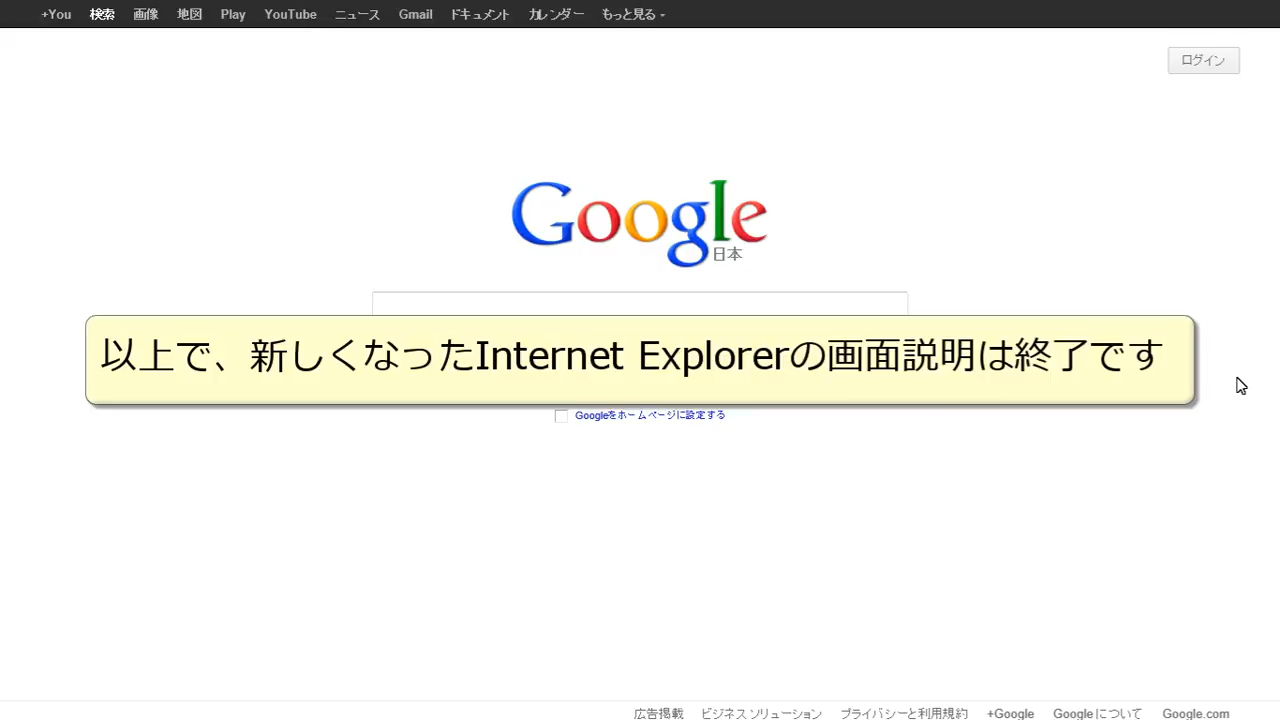 +You 検索 画像 地図 Play YouTube ニュース Gmail ドキュメント カレンダー もっと見る
ログイン
Google
日本
以上で、新しくなったInternet Explorerの画面説明は終了です
Googleをホームページに設定する
広告掲載 ビジネス ソリューション プライバシーと利用規約 +Google Google について Google.com